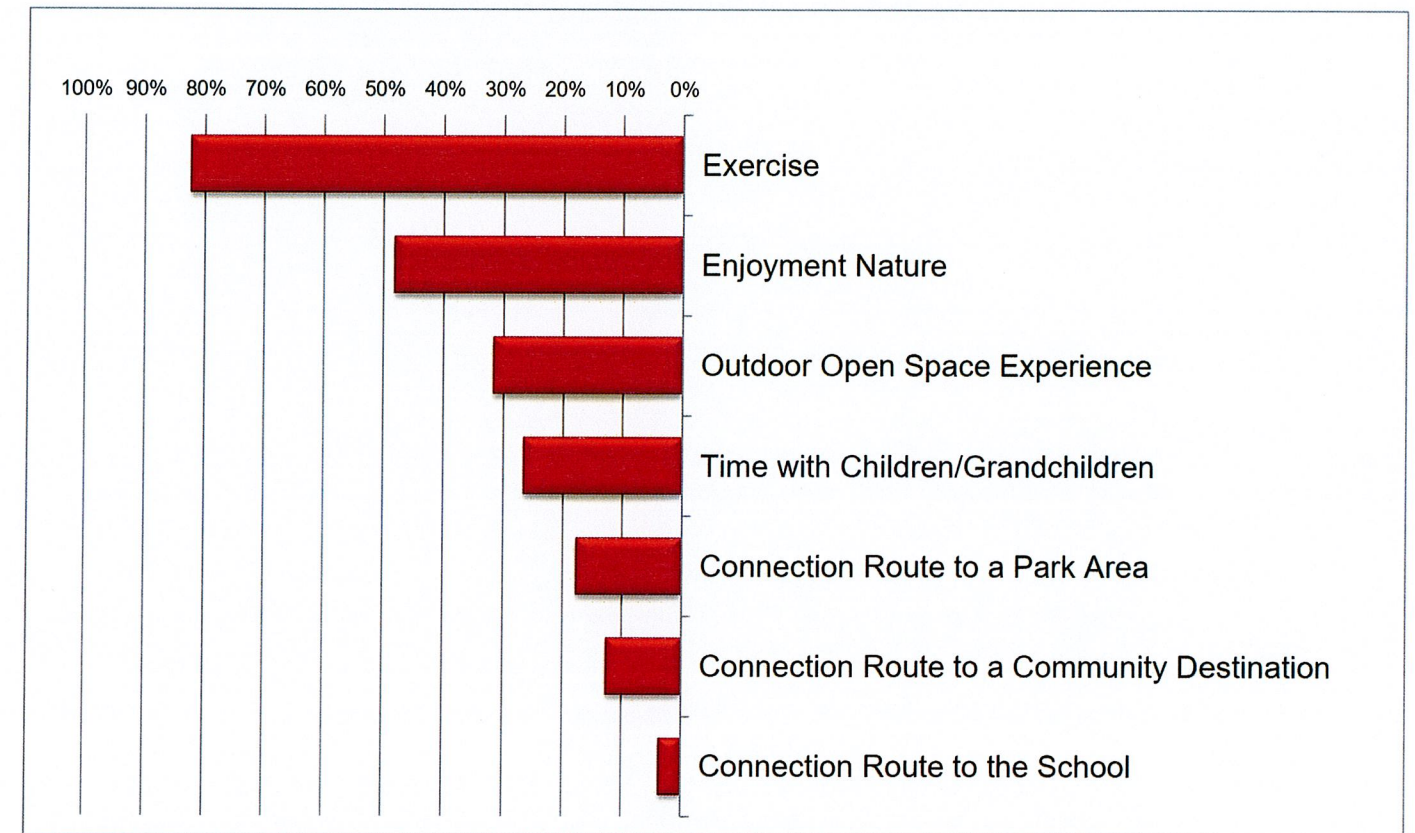 100% 90% 80% 70% 60% 50% 40% 30% 20% 10% 0%
Exercise
Enjoyment Nature
Outdoor Open Space Experience
Time with Children/Grandchildren
Connection Route to a Park Area
Connection Route to a Community Destination
Connection Route to the School